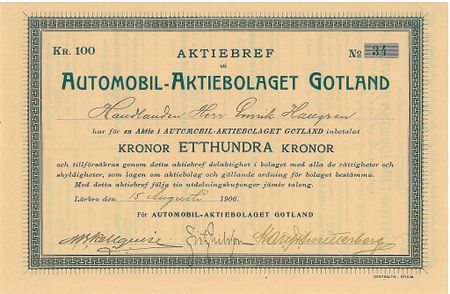 KR. 100
AKTIEBREF
Nº 34
uti
AUTOMOBIL-AKTIEBOLAGET GOTLAND
Handlanden Herr
har för en Aktie i AUTOMOBIL-AKTIEBOLAGET GOTLAND inbetalat
KRONOR ETTHUNDRA KRONOR
och tillförsäkras genom detta aktiebref delaktighet i bolaget med alla de rättigheter och
skyldigheter, som lagen om aktiebolag och gällande ordning för bolaget bestämma.
Med detta aktiebref följa tio utdelningskuponger jämte talong.
Lärbro den 15 Augusti 1906.
För AUTOMOBIL-AKTIEBOLAGET GOTLAND